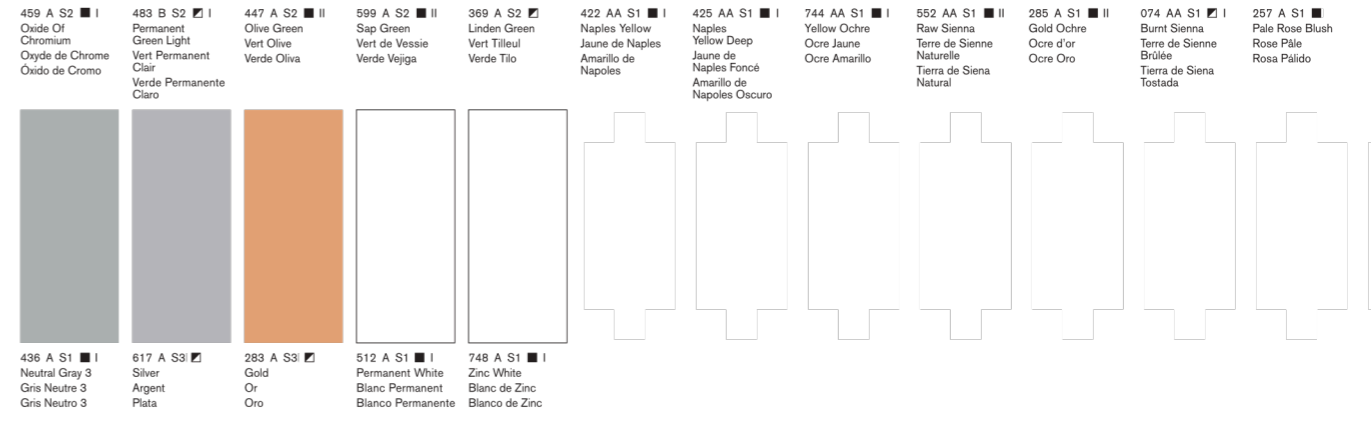 459 A S2 ■ I
Oxide Of
Chromium
Oxyde de Chrome
Óxido de Cromo
483 B S2 ◩ I
Permanent
Green Light
Vert Permanent
Clair
Verde Permanente
Claro
447 A S2 ■ II
Olive Green
Vert Olive
Verde Oliva
599 A S2 ■ II
Sap Green
Vert de Vessie
Verde Vejiga
369 A S2 ◩
Linden Green
Vert Tilleul
Verde Tilo
422 AA S1 ■ I
Naples Yellow
Jaune de Naples
Amarillo de
Napoles
425 AA S1 ■ I
Naples
Yellow Deep
Jaune de
Naples Foncé
Amarillo de
Napoles Oscuro
744 AA S1 ■ I
Yellow Ochre
Ocre Jaune
Ocre Amarillo
552 AA S1 ■ II
Raw Sienna
Terre de Sienne
Naturelle
Tierra de Siena
Natural
285 A S1 ■ II
Gold Ochre
Ocre d'or
Ocre Oro
074 AA S1 ◩ I
Burnt Sienna
Terre de Sienne
Brûlée
Tierra de Siena
Tostada
257 A S1 ■
Pale Rose Blush
Rose Pâle
Rosa Pálido
436 A S1 ■ I
Neutral Gray 3
Gris Neutre 3
Gris Neutro 3
617 A S3 ◩
Silver
Argent
Plata
283 A S3 ◩
Gold
Or
Oro
512 A S1 ■ I
Permanent White
Blanc Permanent
Blanco Permanente
748 A S1 ■ I
Zinc White
Blanc de Zinc
Blanco de Zinc